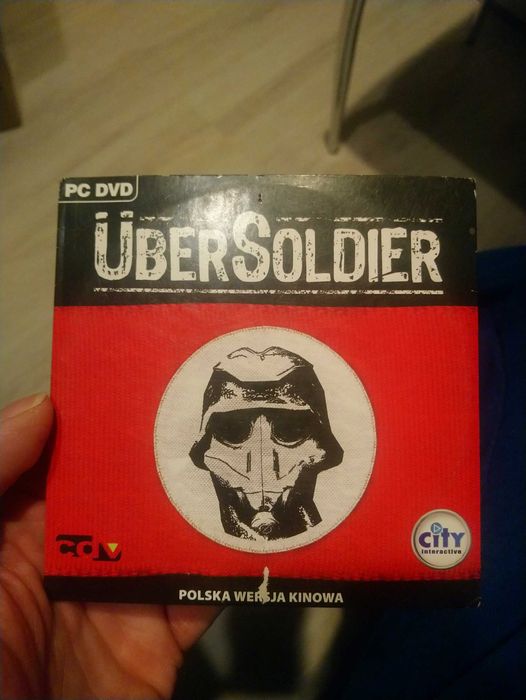 PC DVD
ÜBERSOLDIER
cdv
city
interactive
POLSKA WERSJA KINOWA